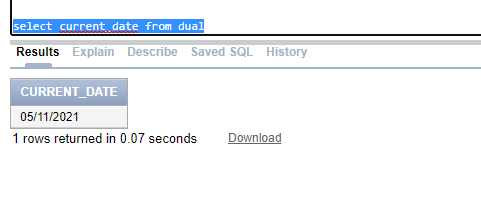 select current_date from dual
Results Explain Describe Saved SQL History
CURRENT_DATE
05/11/2021
1 rows returned in 0.07 seconds Download